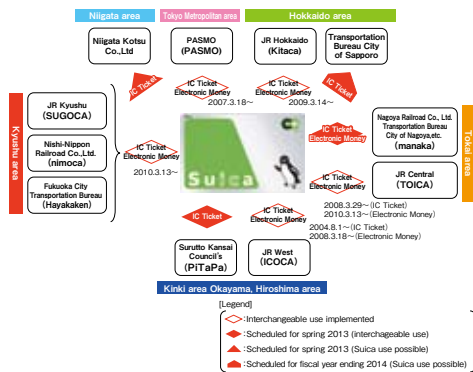 Niigata area
Tokyo Metropolitan area
Hokkaido area
Niigata Kotsu
Co.,Ltd
PASMO
(PASMO)
JR Hokkaido
(Kitaca)
Transportation
Bureau City
of Sapporo
IC Ticket
IC Ticket
Electronic Money
2007.3.18～
IC Ticket
Electronic Money
2009.3.14～
IC Ticket
Kyushu area
JR Kyushu
(SUGOCA)
Nishi-Nippon
Railroad Co.,Ltd.
(nimoca)
Fukuoka City
Transportation Bureau
(Hayakaken)
IC Ticket
Electronic Money
2010.3.13～
Suica
IC Ticket
Electronic Money
Nagoya Railroad Co., Ltd.
Transportation Bureau
City of Nagoya,etc.
(manaka)
Tokai area
IC Ticket
Electronic Money
JR Central
(TOICA)
2008.3.29～(IC Ticket)
2010.3.13～(Electronic Money)
IC Ticket
IC Ticket
Electronic Money
2004.8.1～(IC Ticket)
2008.3.18～(Electronic Money)
Surutto Kansai
Council's
(PiTaPa)
JR West
(ICOCA)
Kinki area Okayama, Hiroshima area
[Legend]
:Interchangeable use implemented
:Scheduled for spring 2013 (interchageable use)
:Scheduled for spring 2013 (Suica use possible)
:Scheduled for fiscal year ending 2014 (Suica use possible)